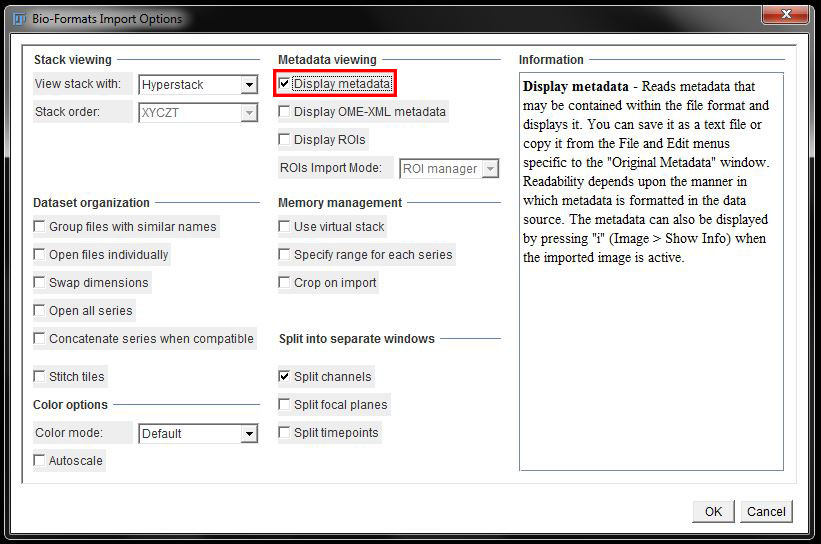 Bio-Formats Import Options
Stack viewing
View stack with: Hyperstack
Stack order: XYCZT
Metadata viewing
Display metadata
Display OME-XML metadata
Display ROIs
ROIs Import Mode: ROI manager
Information
Display metadata - Reads metadata that
may be contained within the file format and
displays it. You can save it as a text file or
copy it from the File and Edit menus
specific to the "Original Metadata" window.
Readability depends upon the manner in
which metadata is formatted in the data
source. The metadata can also be displayed
by pressing "i" (Image > Show Info) when
the imported image is active.
Dataset organization
Group files with similar names
Open files individually
Swap dimensions
Open all series
Concatenate series when compatible
Stitch tiles
Memory management
Use virtual stack
Specify range for each series
Crop on import
Color options
Color mode: Default
Autoscale
Split into separate windows
Split channels
Split focal planes
Split timepoints
OK
Cancel